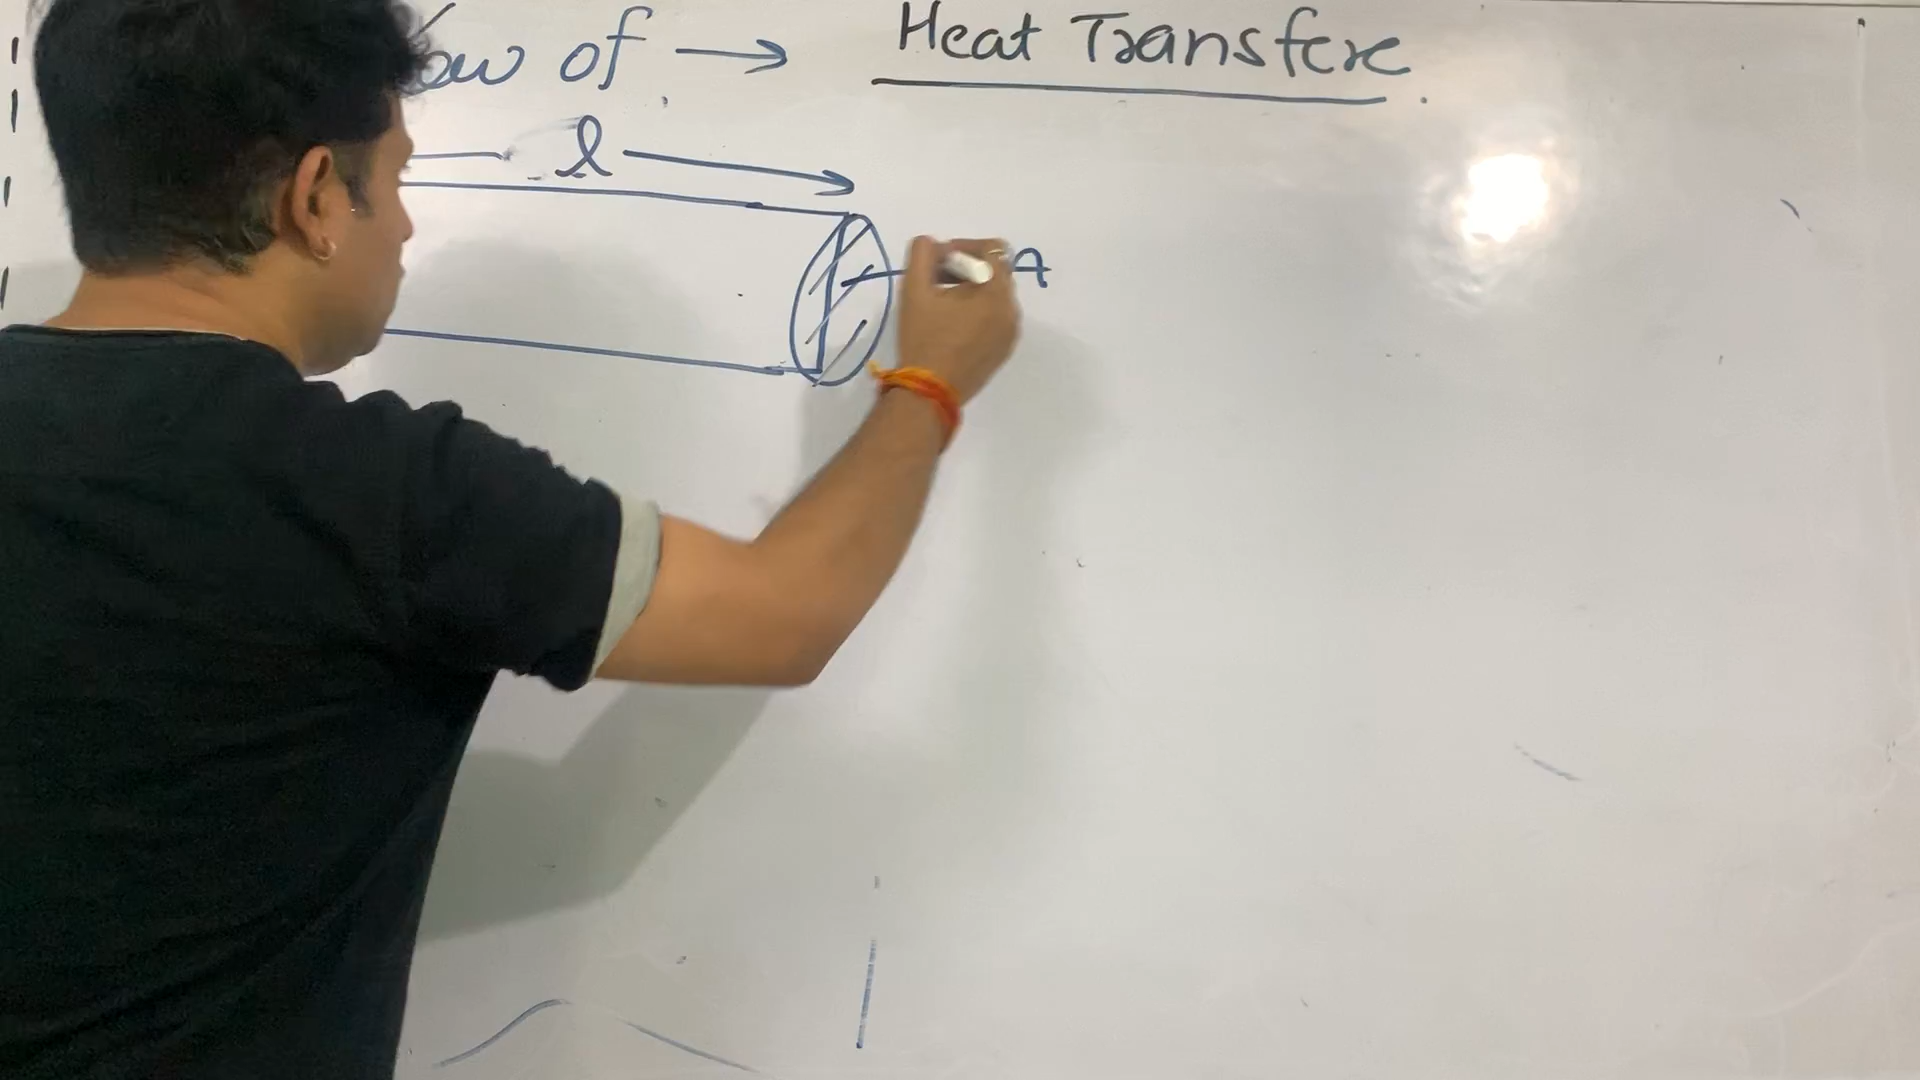 of → Heat Transfere
l
A